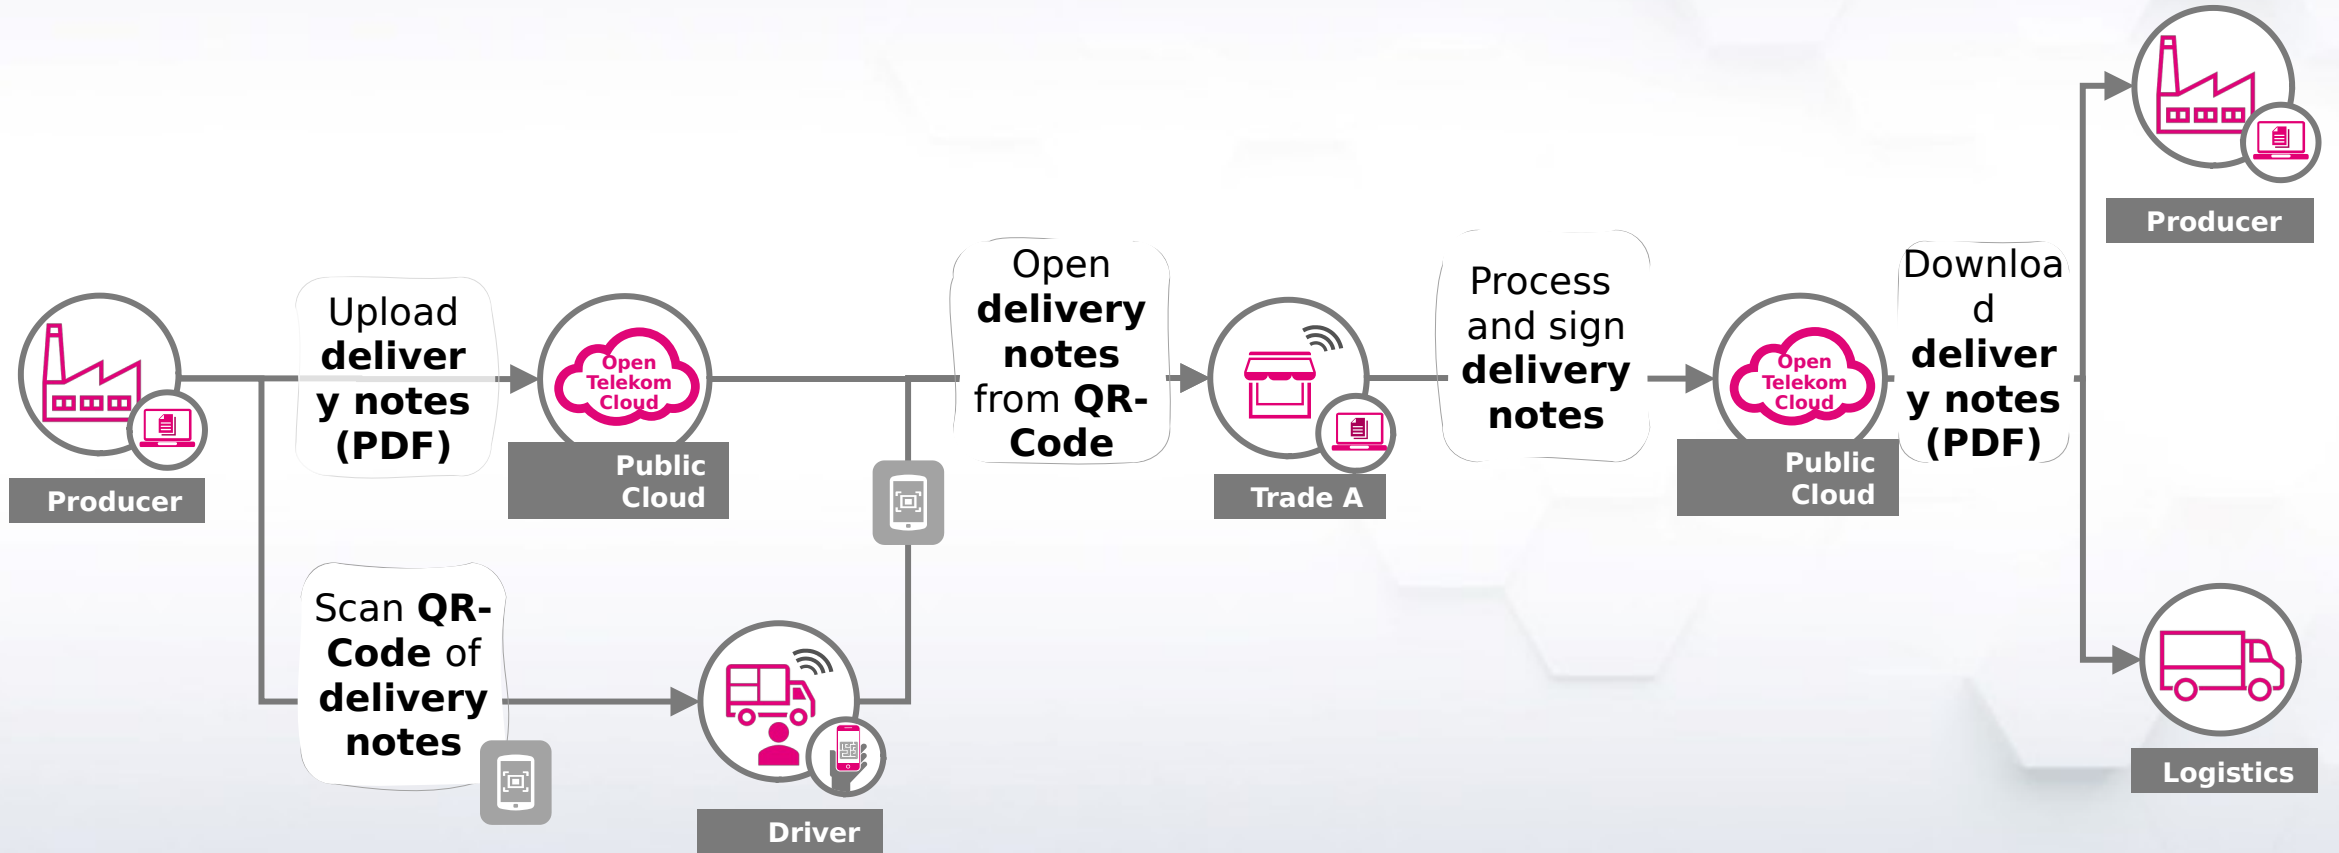 Producer
Upload
deliver
y notes
(PDF)
Open
Telekom
Cloud
Public
Cloud
Scan QR-
Code of
delivery
notes
Driver
Open
delivery
notes
from QR-
Code
Trade A
Process
and sign
delivery
notes
Open
Telekom
Cloud
Public
Cloud
Downloa
d
deliver
y notes
(PDF)
Producer
Logistics